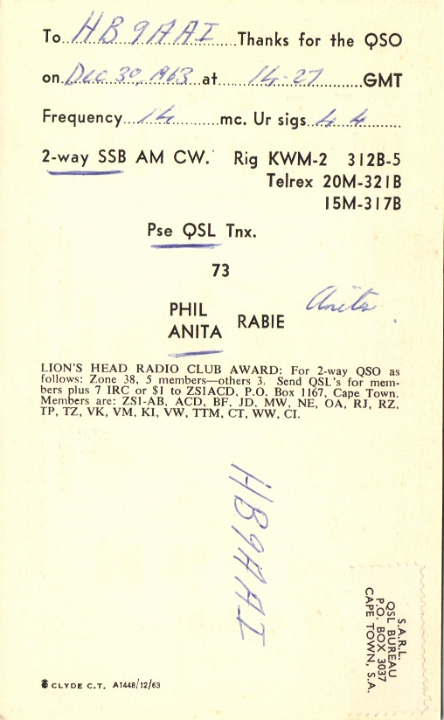 To HB9AAI Thanks for the QSO
on Dec 30, 1963 at 14-27 GMT
Frequency 14 mc. Ur sigs 4 4
2-way SSB AM CW. Rig KWM-2 312B-5
Telrex 20M-321B
15M-317B
Pse QSL Tnx.
73
PHIL
ANITA RABIE Anita
LION'S HEAD RADIO CLUB AWARD: For 2-way QSO as
follows: Zone 38, 5 members—others 3. Send QSL's for mem-
bers plus 7 IRC or $1 to ZS1ACD, P.O. Box 1167, Cape Town.
Members are: ZS1-AB, ACD, BF, JD, MW, NE, OA, RJ, RZ,
TP, TZ, VK, VM, KI, VW, TTM, CT, WW, CI.
HB9AAI
S.A.R.L.
QSL BUREAU
P.O. BOX 3037
CAPE TOWN, S.A.
CLYDE C.T. A1448/12/63